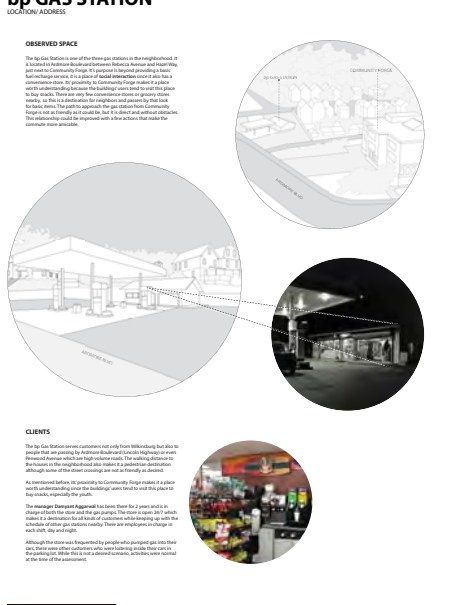 bp GAS STATION
LOCATION/ ADDRESS
OBSERVED SPACE
The bp Gas Station is one of the three gas stations in the neighborhood. It
is located in Ardmore Boulevard between Rebecca Avenue and Hazel Way,
just next to Community Forge. It's purpose is beyond providing a basic
fuel recharge service, it is a place of social interaction since it also has a
convenience store. Its' proximity to Community Forge makes it a place
worth understanding because the buildings' users tend to visit this place
to buy snacks. There are very few convenience stores or grocery stores
nearby, so this is a destination for neighbors and passers by that look
for basic items. The path to approach the gas station from Community
Forge is not as friendly as it could be, but it is direct and without obstacles.
This relationship could be improved with a few actions that make the
commute more amicable.
COMMUNITY FORGE
ARDMORE BLVD
ARDMORE BLVD
CLIENTS
The bp Gas Station serves customers not only from Wilkinsburg but also to
people that are passing by Ardmore Boulevard (Lincoln Highway) or even
Penwood Avenue which are high volume roads. The walking distance to
the houses in the neighborhood also makes it a pedestrian destination
although some of the street crossings are not as friendly as desired.
As mentioned before, its' proximity to Community Forge makes it a place
worth understanding since the buildings' users tend to visit this place to
buy snacks, especially the youth.
The manager Damyant Aggarwal has been there for 2 years and is in
charge of both the store and the gas pumps. The store is open 24/7 which
makes it a destination for all kinds of customers while keeping up with the
schedule of other gas stations nearby. There are employees in charge in
each shift, day and night.
Although the store was frequented by people who pumped gas into their
cars, there were other customers who were loitering inside their cars in
the parking lot. While this is not a desired scenario, activities were normal
at the time of the assessment.